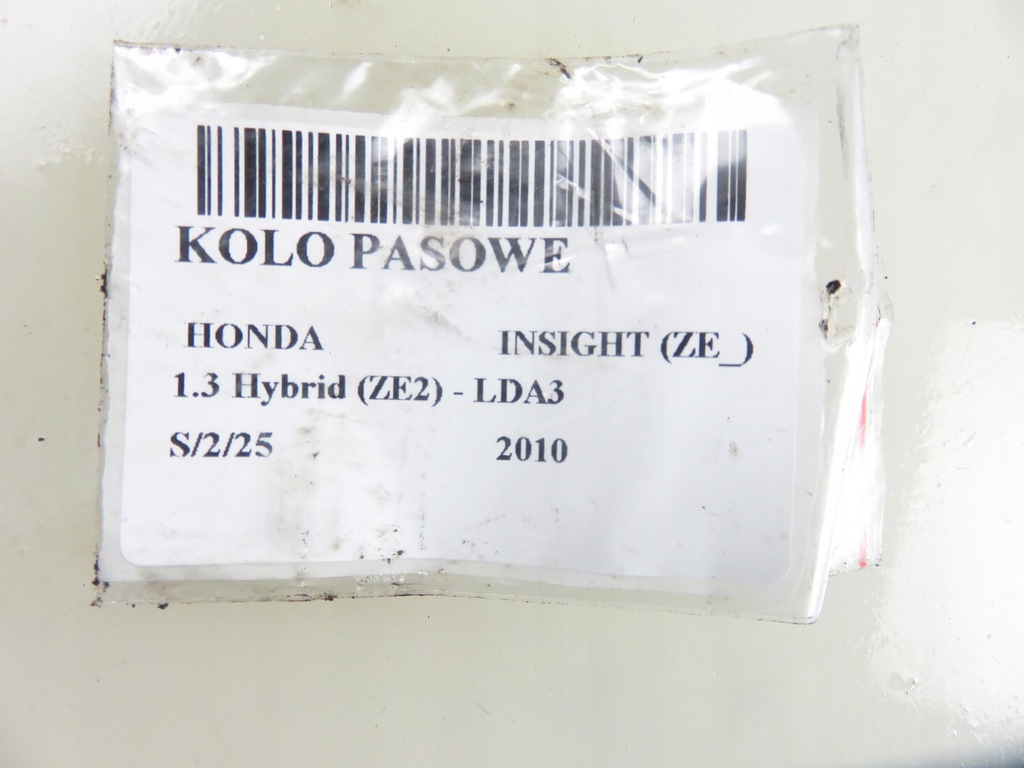 KOLO PASOWE
HONDA INSIGHT (ZE_)
1.3 Hybrid (ZE2) - LDA3
S/2/25 2010